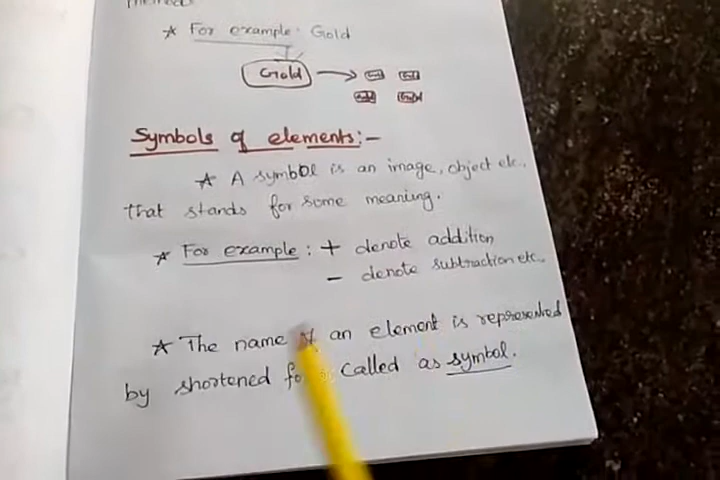 * For example: Gold
Gold
* Symbols of elements:-
* A symbol is an image, object etc.,
that stands for some meaning.
* For example : + denote addition
- denote subtraction etc.
* The name of an element is represented
by shortened called as symbol.